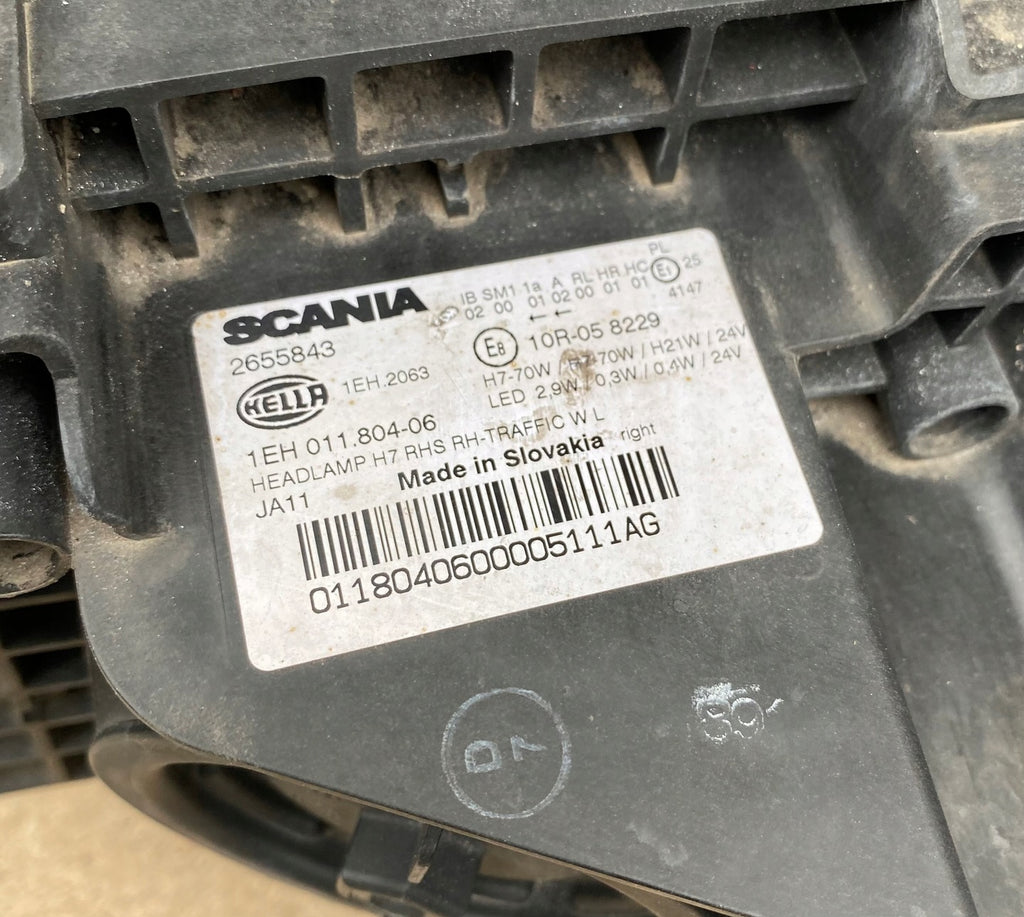 SCANIA
2655843
HELLA
1EH.2063
1EH 011.804-06
HEADLAMP H7 RHS RH-TRAFFIC W L
JA11
IB SM1 1a A RL HR HC PL
02 00 01 02 00 01 01 E1 25
← ← 4147
E8 10R-05 8229
H7-70W / H7-70W / H21W / 24V
LED 2,9W / 0,3W / 0,4W / 24V
Made in Slovakia right
01180406000005111AG
D1